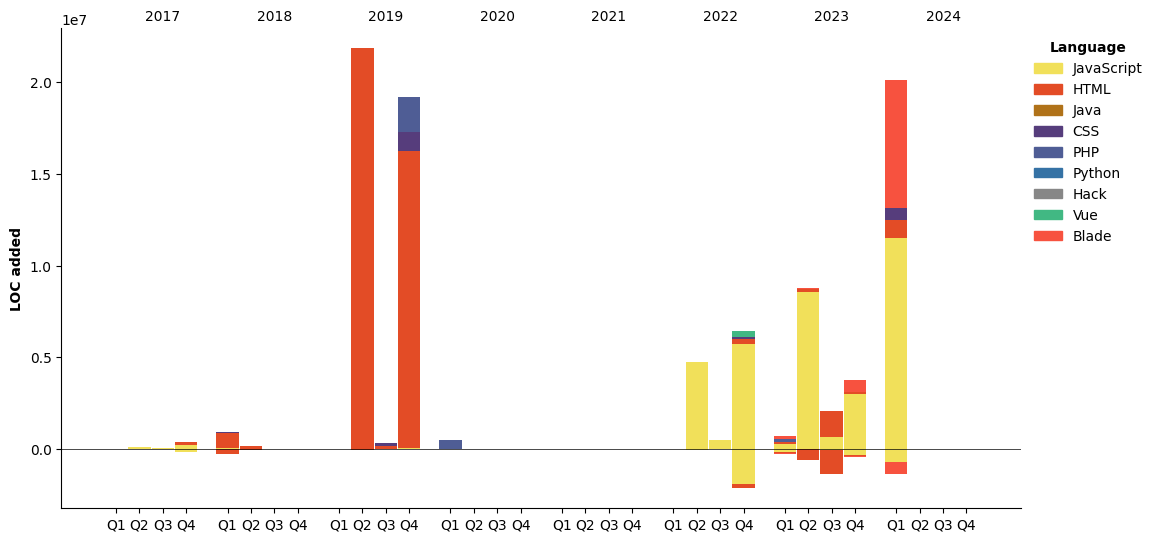 2017 2018 2019 2020 2021 2022 2023 2024
1e7
Language
JavaScript
HTML
Java
CSS
PHP
Python
Hack
Vue
Blade
2.0
1.5
1.0
0.5
0.0
LOC added
Q1 Q2 Q3 Q4 Q1 Q2 Q3 Q4 Q1 Q2 Q3 Q4 Q1 Q2 Q3 Q4 Q1 Q2 Q3 Q4 Q1 Q2 Q3 Q4 Q1 Q2 Q3 Q4 Q1 Q2 Q3 Q4